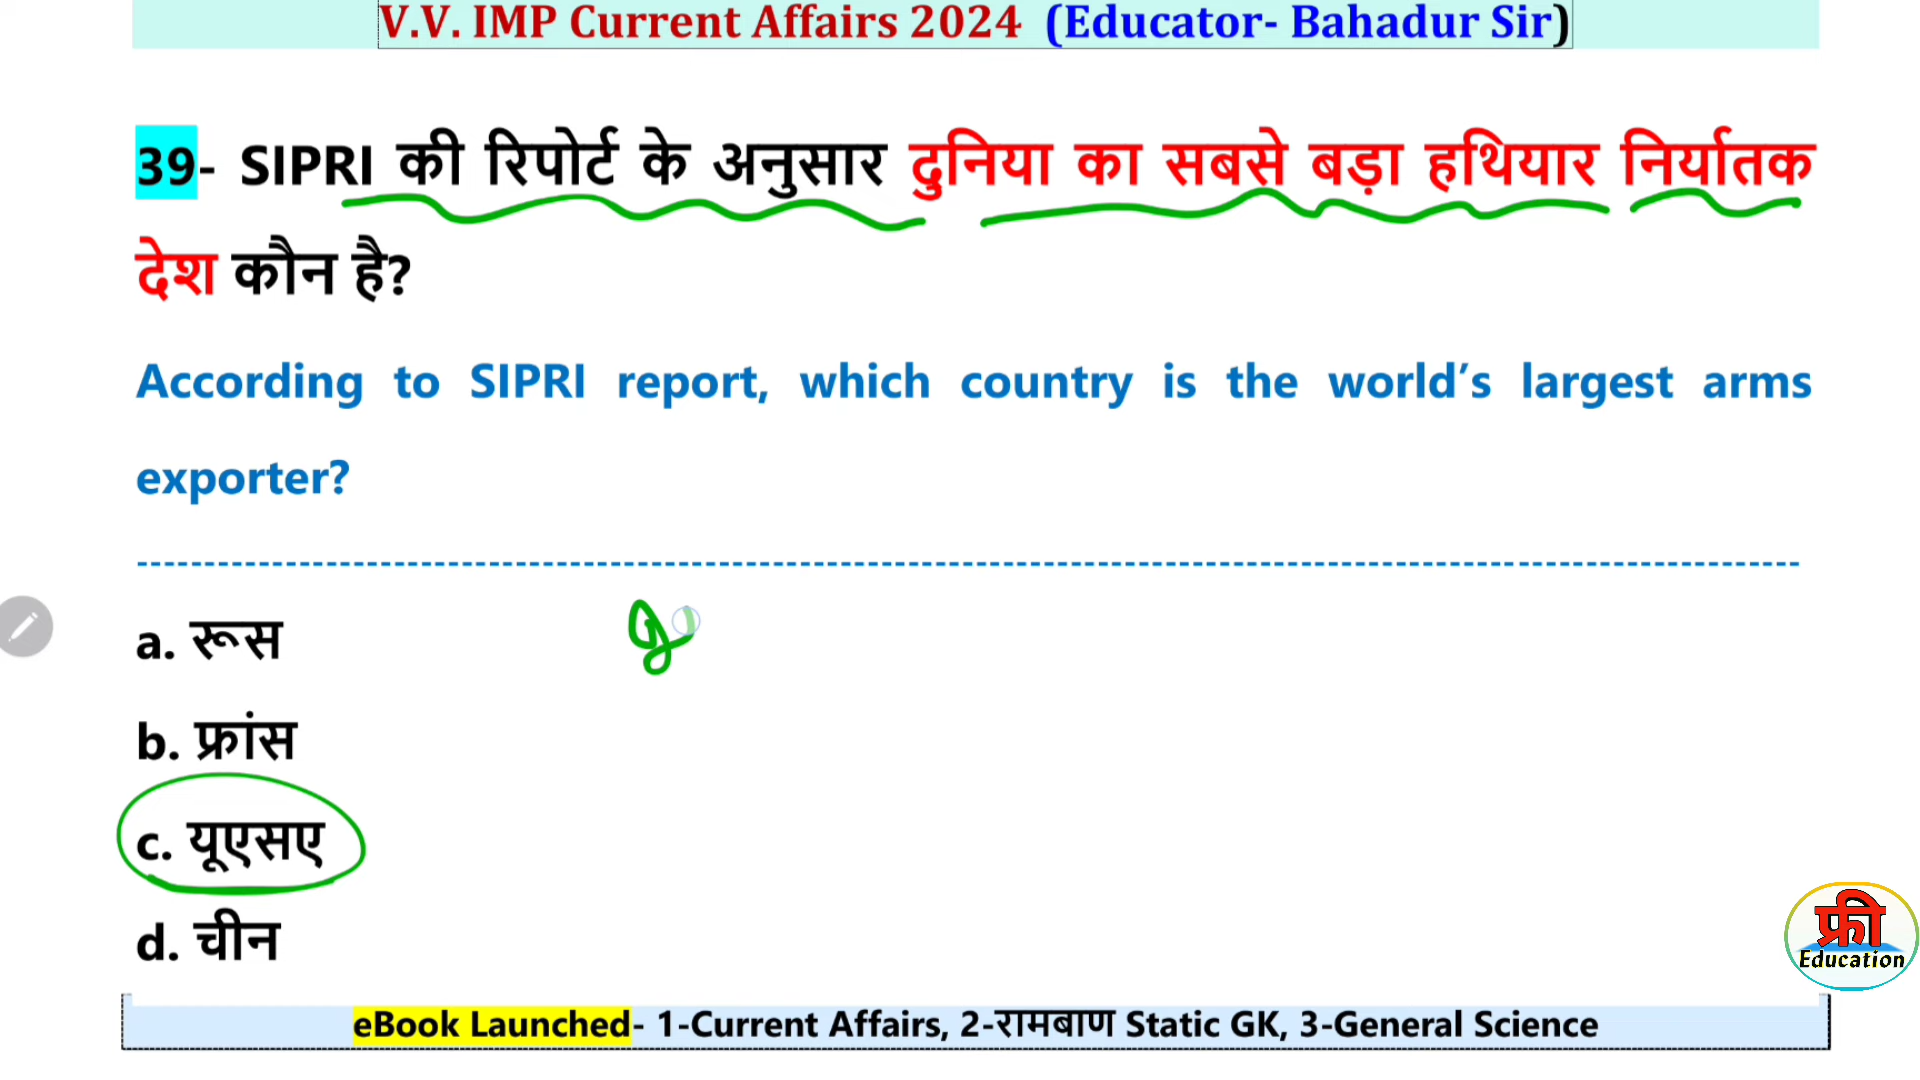 V.V. IMP Current Affairs 2024 (Educator- Bahadur Sir)
39- SIPRI की रिपोर्ट के अनुसार दुनिया का सबसे बड़ा हथियार निर्यातक
देश कौन है?
According to SIPRI report, which country is the world’s largest arms
exporter?
a. रूस
b. फ्रांस
c. यूएसए
d. चीन
फ्री
Education
eBook Launched- 1-Current Affairs, 2-रामबाण Static GK, 3-General Science